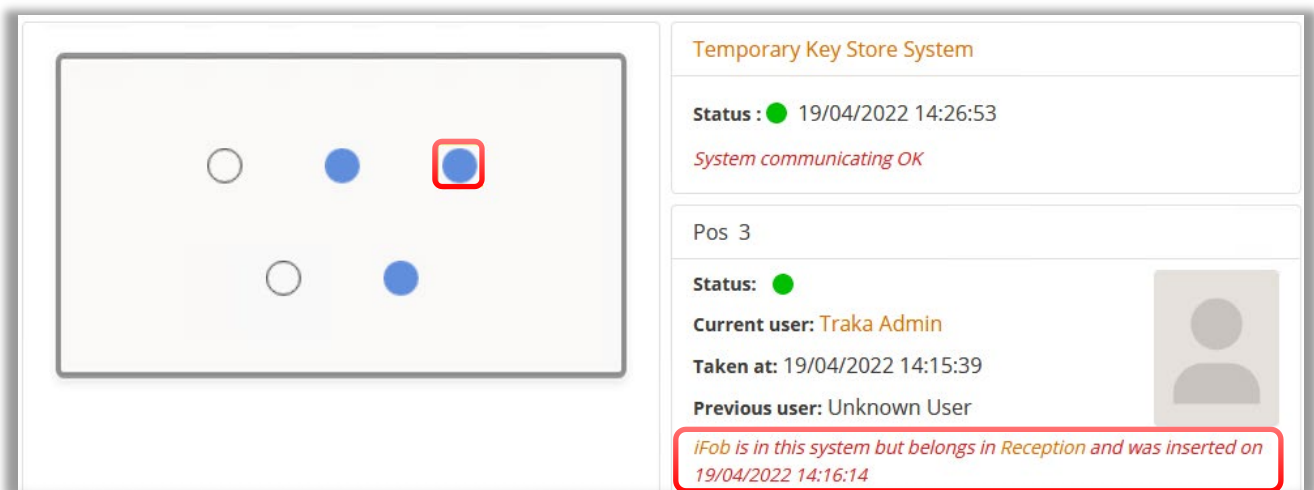 Temporary Key Store System
Status : 19/04/2022 14:26:53
System communicating OK
Pos 3
Status:
Current user: Traka Admin
Taken at: 19/04/2022 14:15:39
Previous user: Unknown User
iFob is in this system but belongs in Reception and was inserted on
19/04/2022 14:16:14